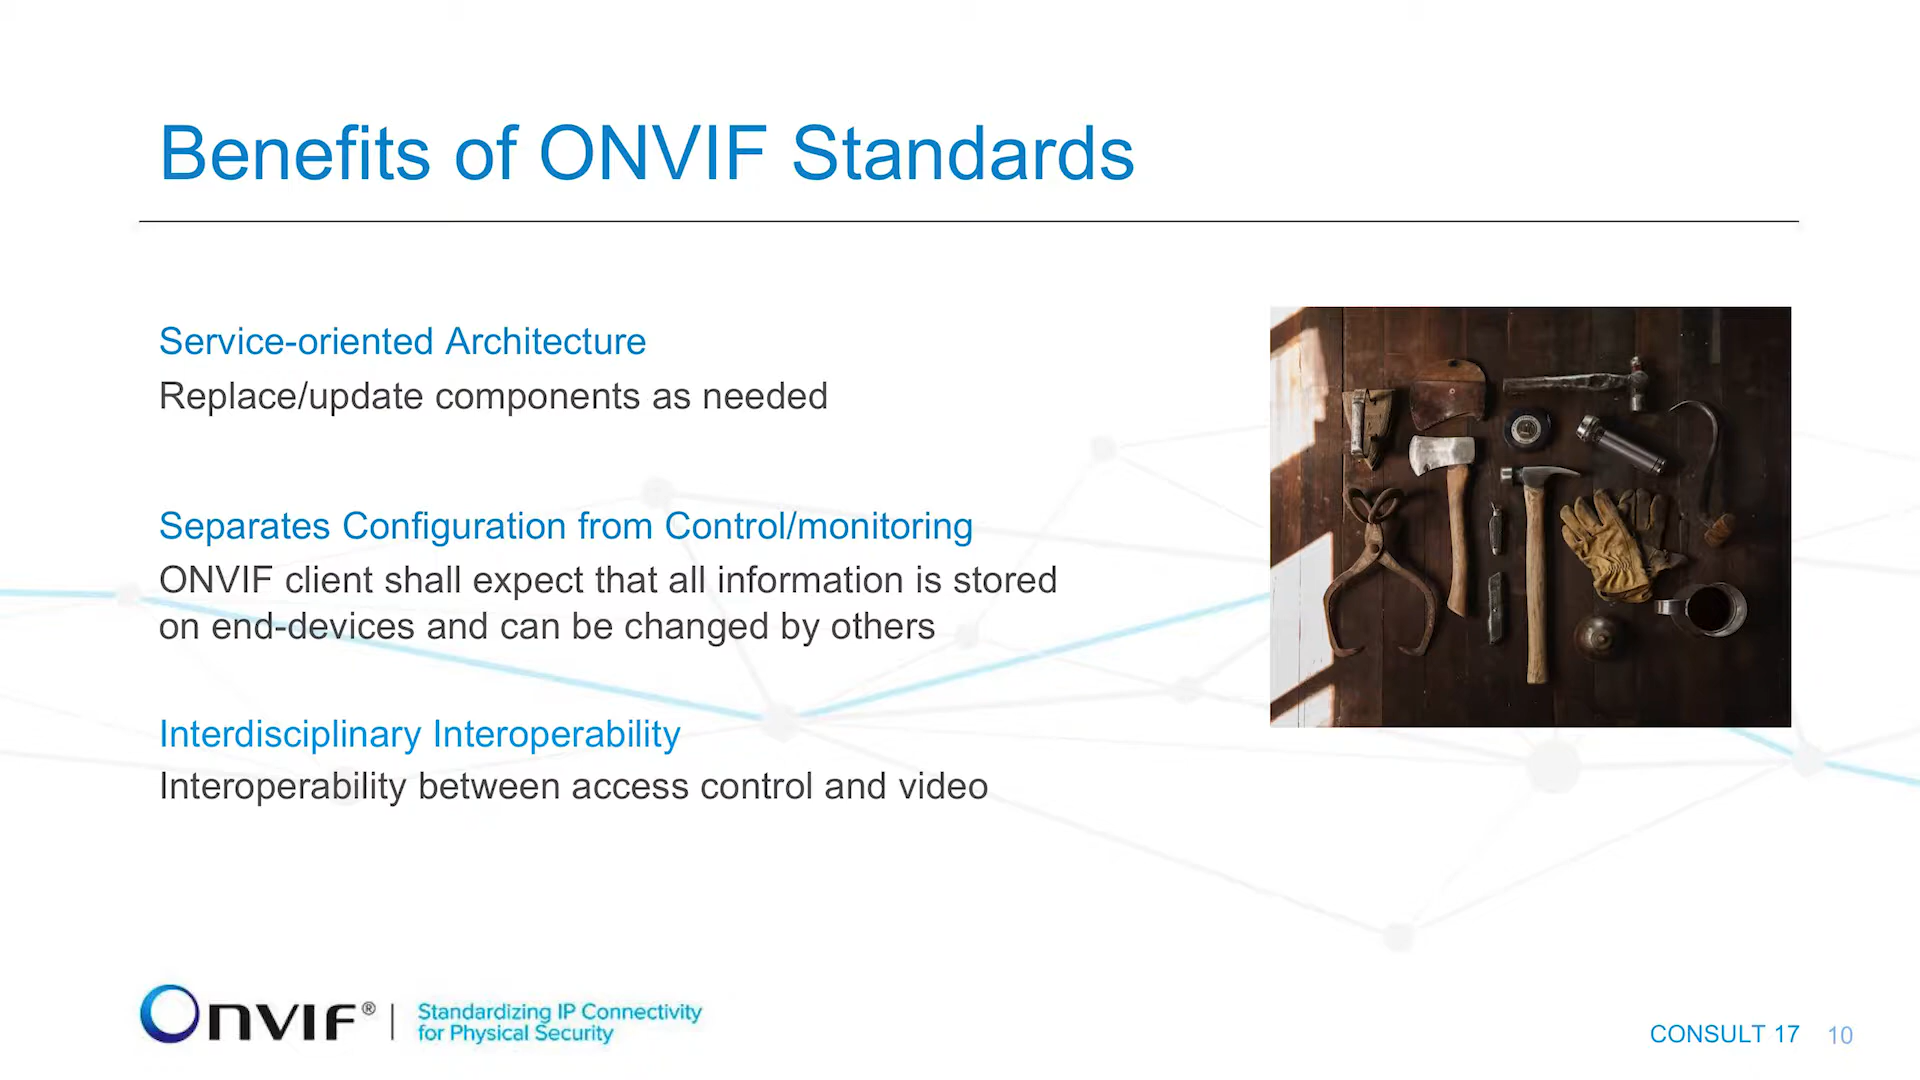 Benefits of ONVIF Standards
Service-oriented Architecture
Replace/update components as needed
Separates Configuration from Control/monitoring
ONVIF client shall expect that all information is stored
on end-devices and can be changed by others
Interdisciplinary Interoperability
Interoperability between access control and video
ONVIF® | Standardizing IP Connectivity
for Physical Security
CONSULT 17 10